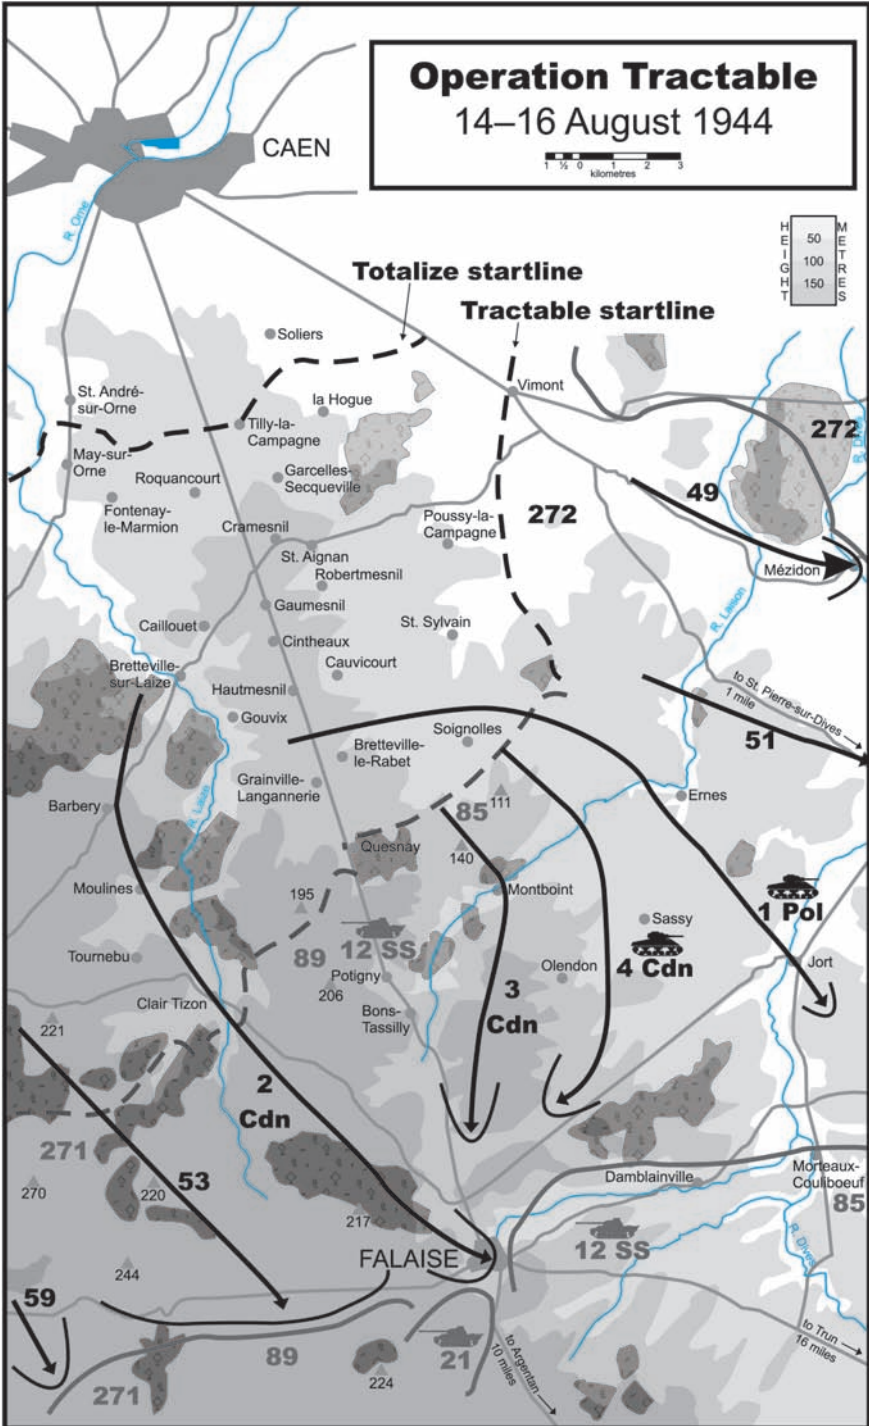 Operation Tractable
14–16 August 1944
1 ½ 0 1 2 3
kilometres
CAEN
R. Orne
HEIGHT
50
100
150
METRES
Totalize startline
Tractable startline
Soliers
Vimont
St. André-
sur-Orne
la Hogue
Tilly-la-
Campagne
272
R. Dives
May-sur-
Orne
Roquancourt
Garcelles-
Secqueville
49
Fontenay-
le-Marmion
Cramesnil
Poussy-la-
Campagne
272
St. Aignan
Robertmesnil
Mézidon
Gaumesnil
R. Laison
Caillouet
Cintheaux
St. Sylvain
Bretteville-
sur-Laize
Cauvicourt
Hautmesnil
to St. Pierre-sur-Dives
1 mile
Gouvix
51
Soignolles
Bretteville-
le-Rabet
Grainville-
Langannerie
Ernes
R. Laize
Barbery
85
111
Quesnay
140
Moulines
Montboint
195
1 Pol
Sassy
89
12 SS
4 Cdn
Tournebu
Potigny
Olendon
Jort
206
3
Cdn
Clair Tizon
Bons-
Tassilly
221
2
Cdn
271
53
Damblainville
Morteaux-
Couliboeuf
270
220
85
217
12 SS
R. Dives
FALAISE
244
59
to Trun
16 miles
89
21
to Argentan
10 miles
271
224